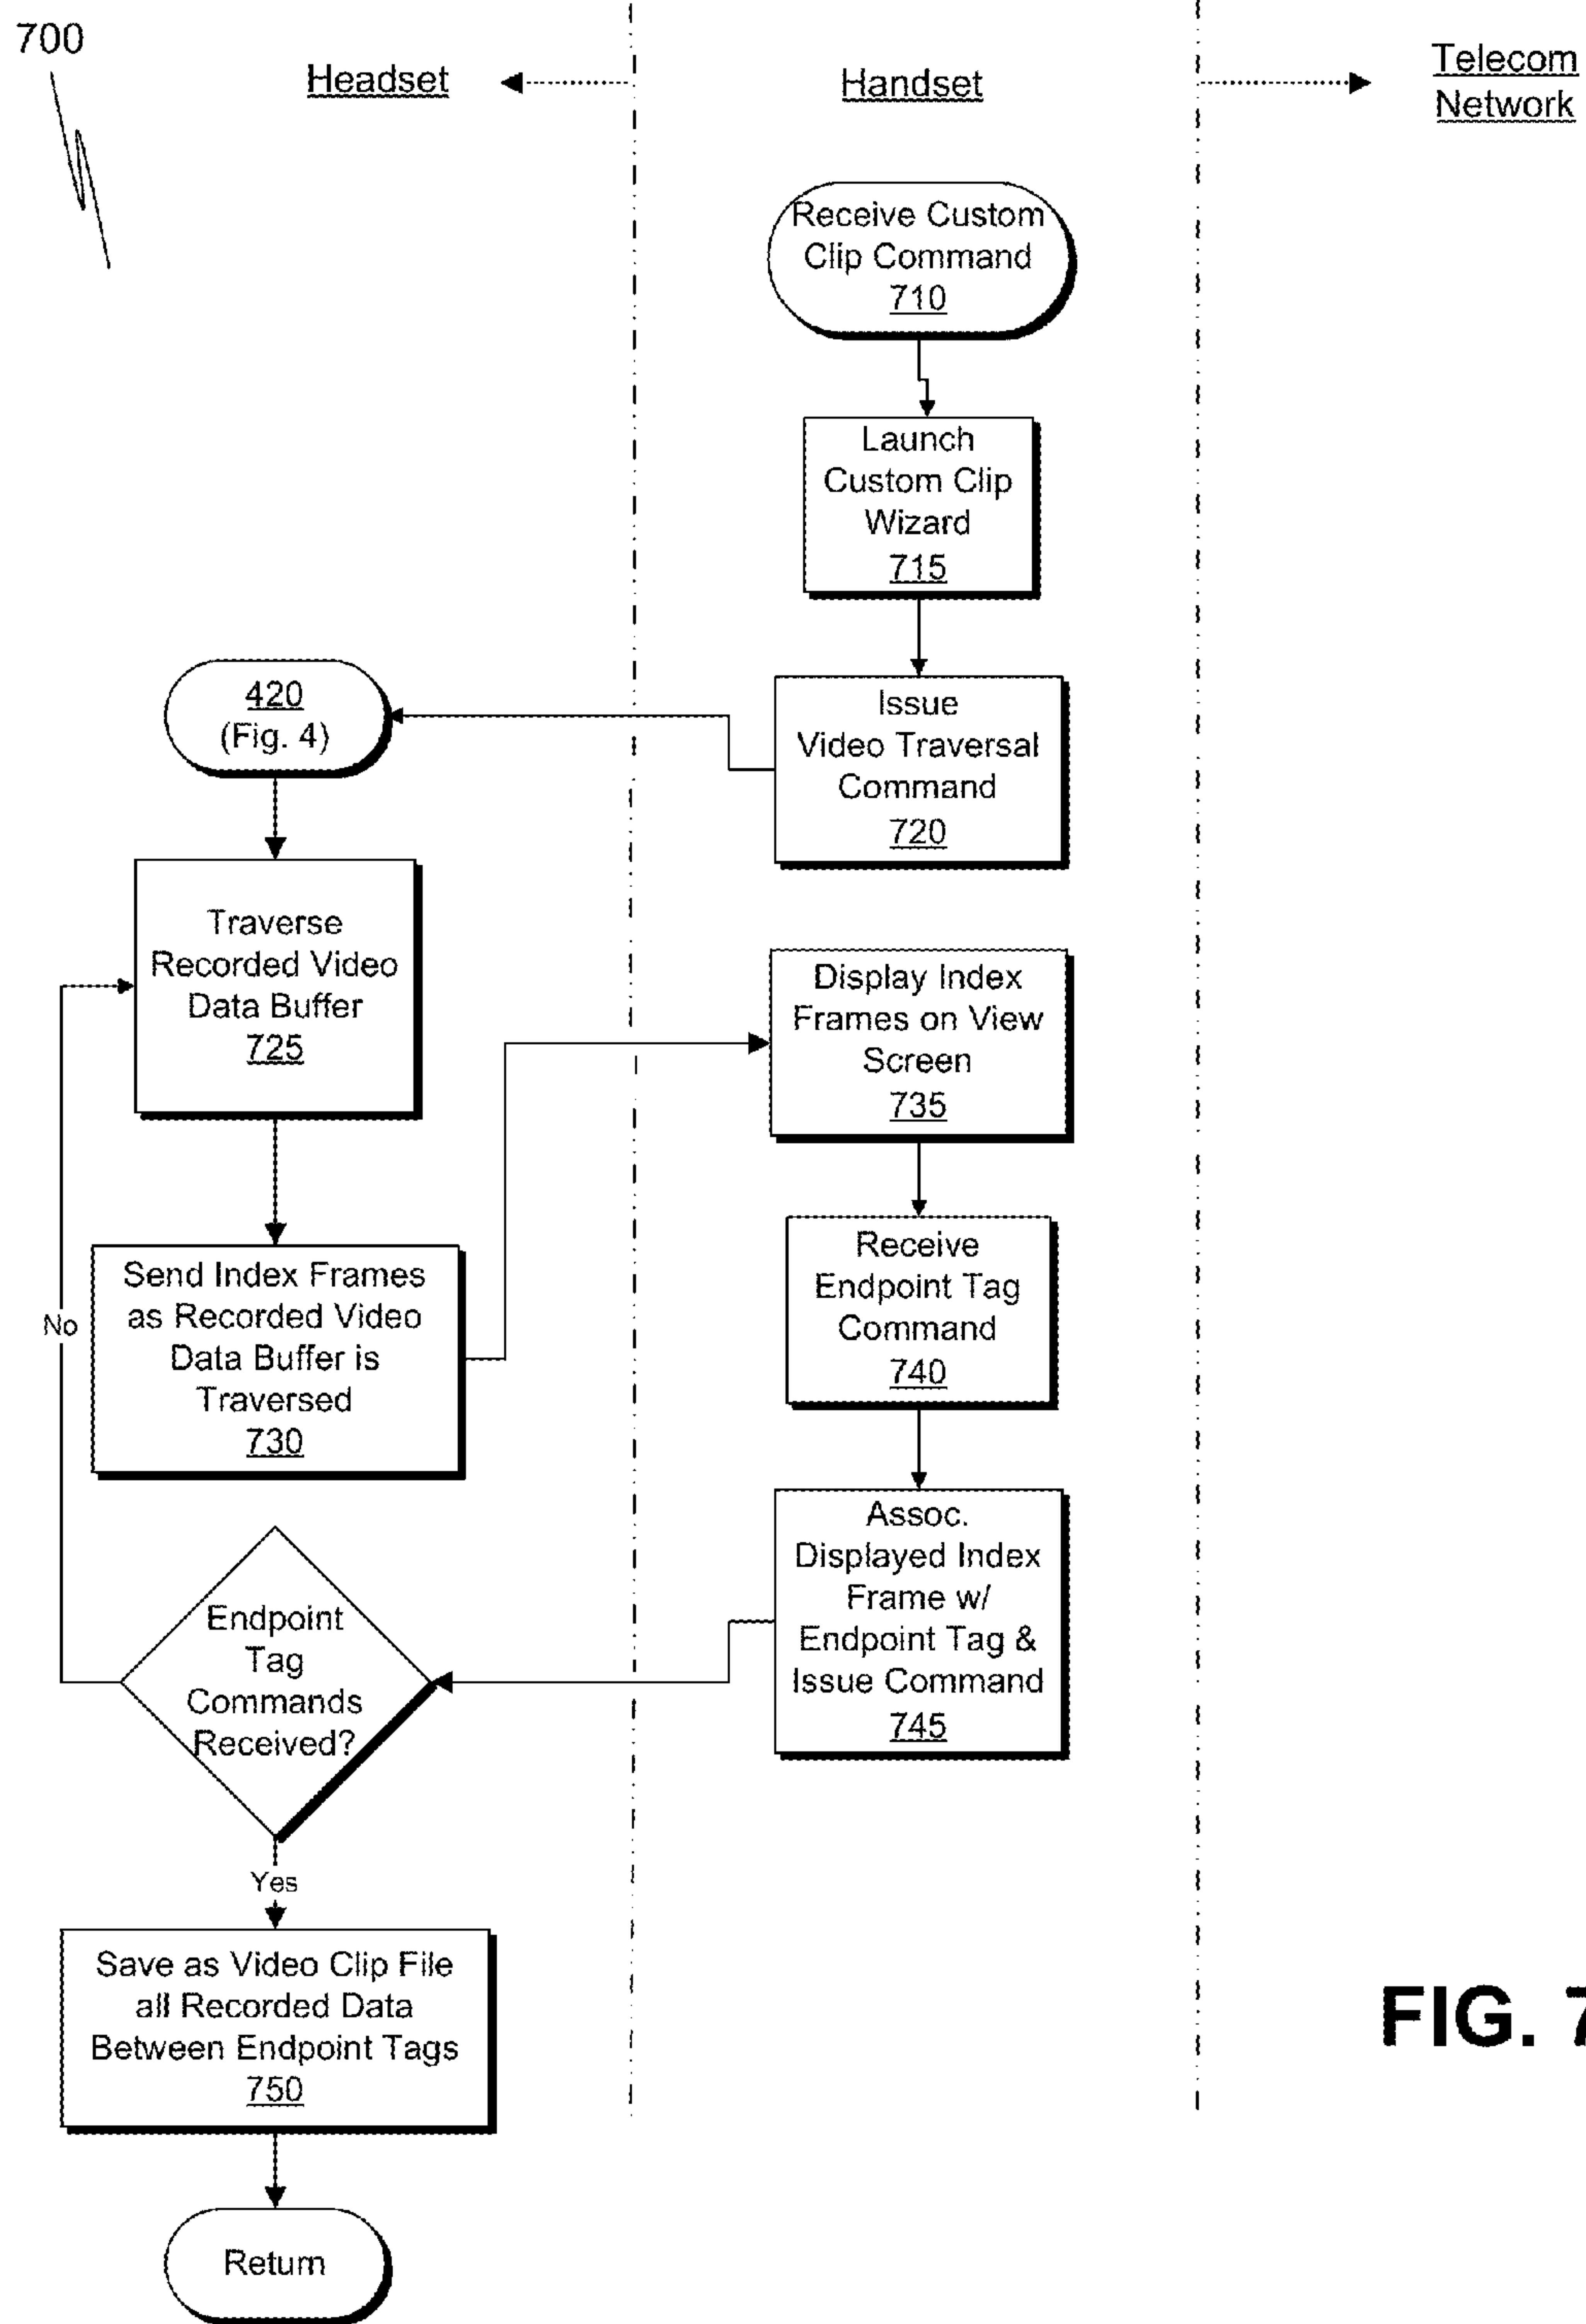 700
Headset
Handset
Telecom
Network
Receive Custom
Clip Command
710
Launch
Custom Clip
Wizard
715
Issue
Video Traversal
Command
720
420
(Fig. 4)
Traverse
Recorded Video
Data Buffer
725
Send Index Frames
as Recorded Video
Data Buffer is
Traversed
730
Display Index
Frames on View
Screen
735
Receive
Endpoint Tag
Command
740
Assoc.
Displayed Index
Frame w/
Endpoint Tag &
Issue Command
745
No
Endpoint
Tag
Commands
Received?
Yes
Save as Video Clip File
all Recorded Data
Between Endpoint Tags
750
Return
FIG. 7